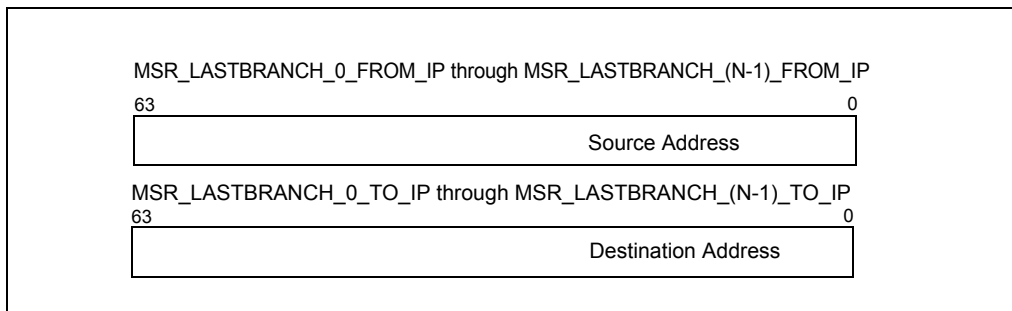 MSR_LASTBRANCH_0_FROM_IP through MSR_LASTBRANCH_(N-1)_FROM_IP
63 0
Source Address
MSR_LASTBRANCH_0_TO_IP through MSR_LASTBRANCH_(N-1)_TO_IP
63 0
Destination Address